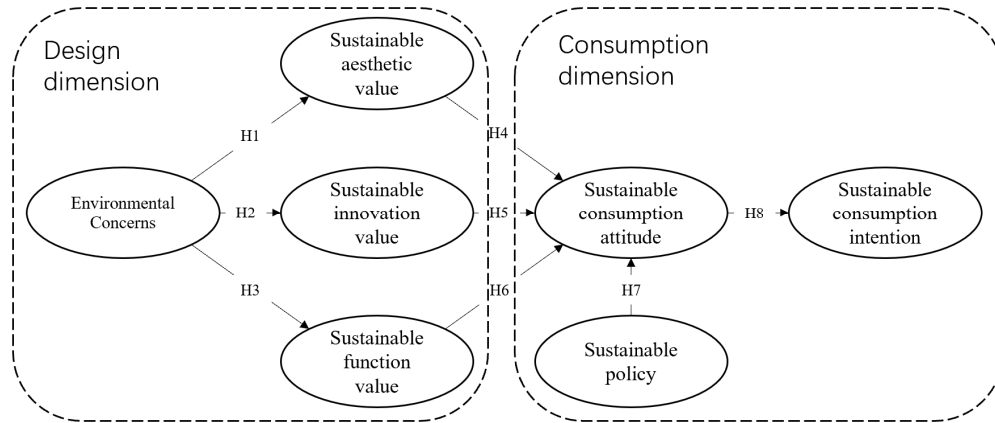 Design
dimension
Sustainable
aesthetic
value
H1
Environmental
Concerns
H2
Sustainable
innovation
value
H3
Sustainable
function
value
H4
H5
H6
Consumption
dimension
Sustainable
consumption
attitude
H8
Sustainable
consumption
intention
H7
Sustainable
policy